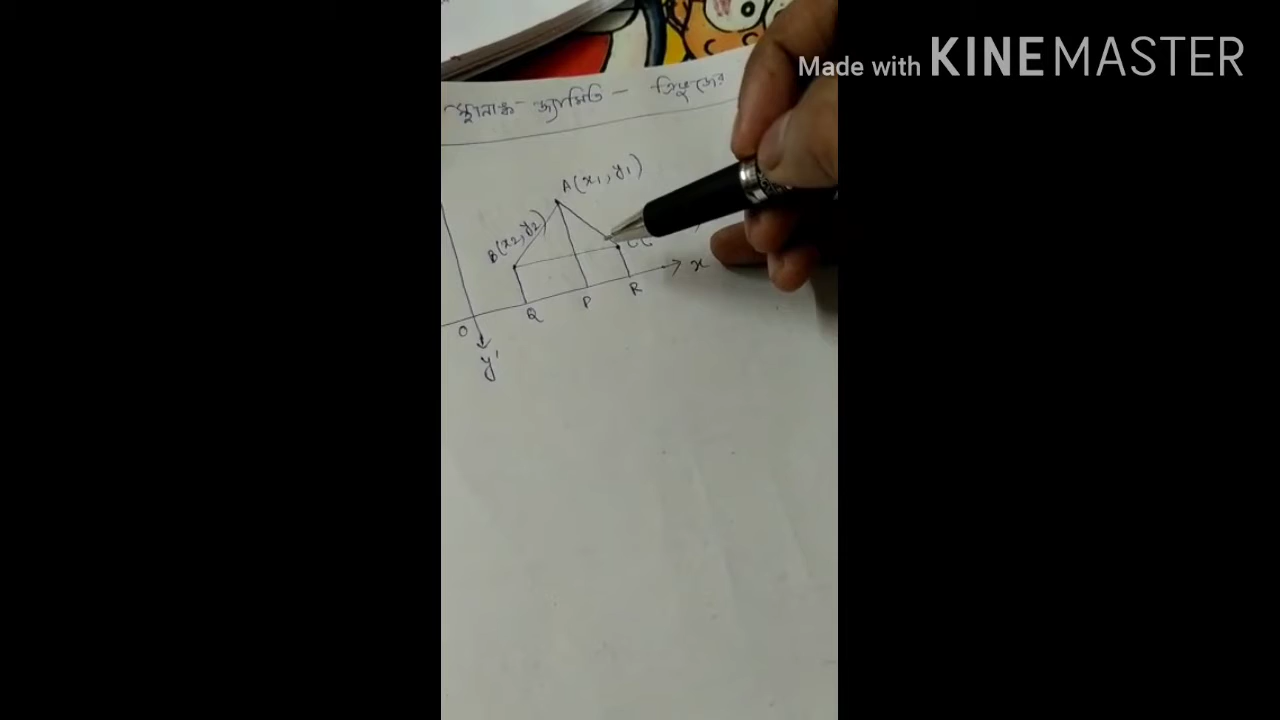 Made with KINEMASTER
স্থানাঙ্ক জ্যামিতি - ত্রিভুজের
A(x₁, y₁)
B(x₂, y₂)
x
Q P R
O
y'